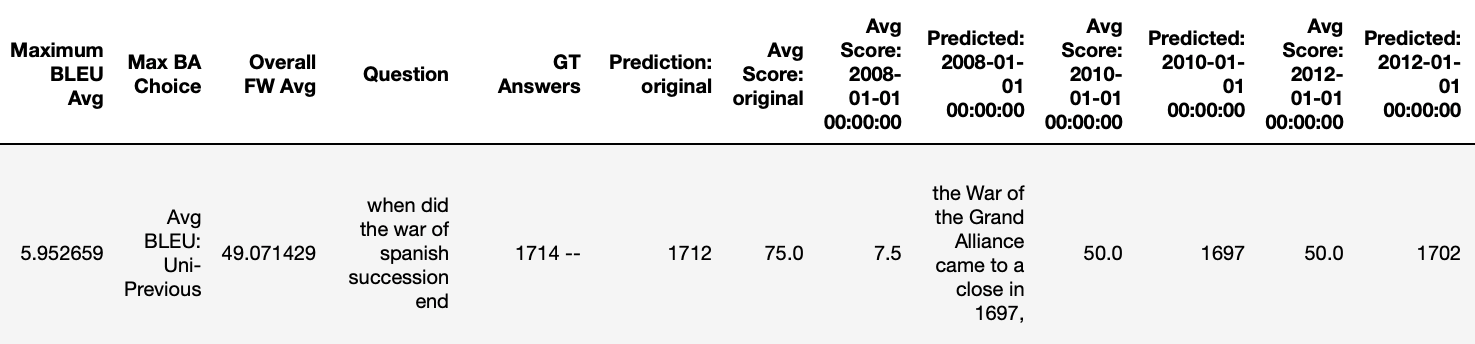 Maximum BLEU Avg
Max BA Choice
Overall FW Avg
Question
GT Answers
Prediction: original
Avg Score: original
Avg Score: 2008-01-01 00:00:00
Predicted: 2008-01-01 00:00:00
Avg Score: 2010-01-01 00:00:00
Predicted: 2010-01-01 00:00:00
Avg Score: 2012-01-01 00:00:00
Predicted: 2012-01-01 00:00:00
5.952659
Avg BLEU: Uni-Previous
49.071429
when did the war of spanish succession end
1714 --
1712
75.0
7.5
the War of the Grand Alliance came to a close in 1697,
50.0
1697
50.0
1702